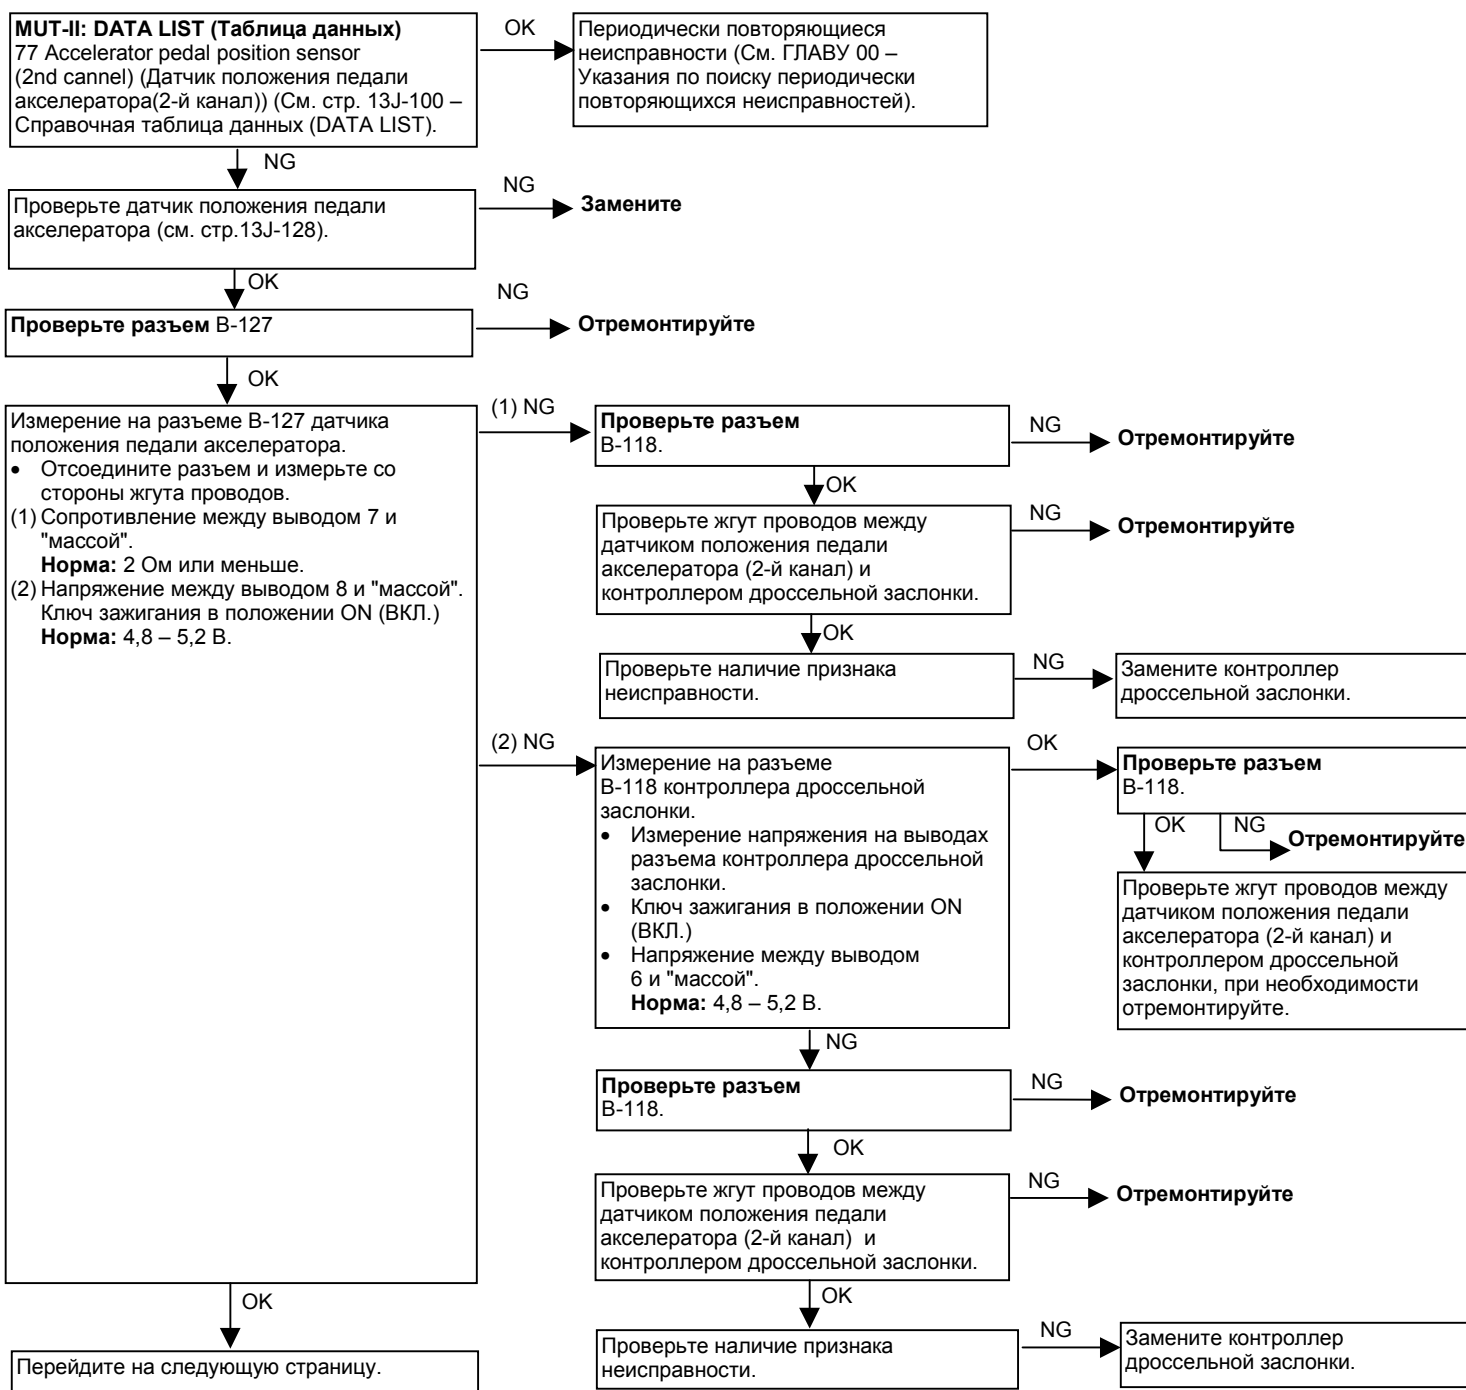 MUT-II: DATA LIST (Таблица данных)
77 Accelerator pedal position sensor
(2nd cannel) (Датчик положения педали
акселератора(2-й канал)) (См. стр. 13J-100 –
Справочная таблица данных (DATA LIST).
OK
Периодически повторяющиеся
неисправности (См. ГЛАВУ 00 –
Указания по поиску периодически
повторяющихся неисправностей).
NG
Проверьте датчик положения педали
акселератора (см. стр.13J-128).
NG
Замените
OK
Проверьте разъем B-127
NG
Отремонтируйте
OK
Измерение на разъеме B-127 датчика
положения педали акселератора.
• Отсоедините разъем и измерьте со
стороны жгута проводов.
(1) Сопротивление между выводом 7 и
"массой".
Норма: 2 Ом или меньше.
(2) Напряжение между выводом 8 и "массой".
Ключ зажигания в положении ON (ВКЛ.)
Норма: 4,8 – 5,2 В.
(1) NG
Проверьте разъем
B-118.
NG
Отремонтируйте
OK
Проверьте жгут проводов между
датчиком положения педали
акселератора (2-й канал) и
контроллером дроссельной заслонки.
NG
Отремонтируйте
OK
Проверьте наличие признака
неисправности.
NG
Замените контроллер
дроссельной заслонки.
(2) NG
Измерение на разъеме
B-118 контроллера дроссельной
заслонки.
• Измерение напряжения на выводах
разъема контроллера дроссельной
заслонки.
• Ключ зажигания в положении ON
(ВКЛ.)
• Напряжение между выводом
6 и "массой".
Норма: 4,8 – 5,2 В.
OK
Проверьте разъем
B-118.
OK
NG
Отремонтируйте
Проверьте жгут проводов между
датчиком положения педали
акселератора (2-й канал) и
контроллером дроссельной
заслонки, при необходимости
отремонтируйте.
NG
Проверьте разъем
B-118.
NG
Отремонтируйте
OK
Проверьте жгут проводов между
датчиком положения педали
акселератора (2-й канал) и
контроллером дроссельной заслонки.
NG
Отремонтируйте
OK
Проверьте наличие признака
неисправности.
NG
Замените контроллер
дроссельной заслонки.
OK
Перейдите на следующую страницу.